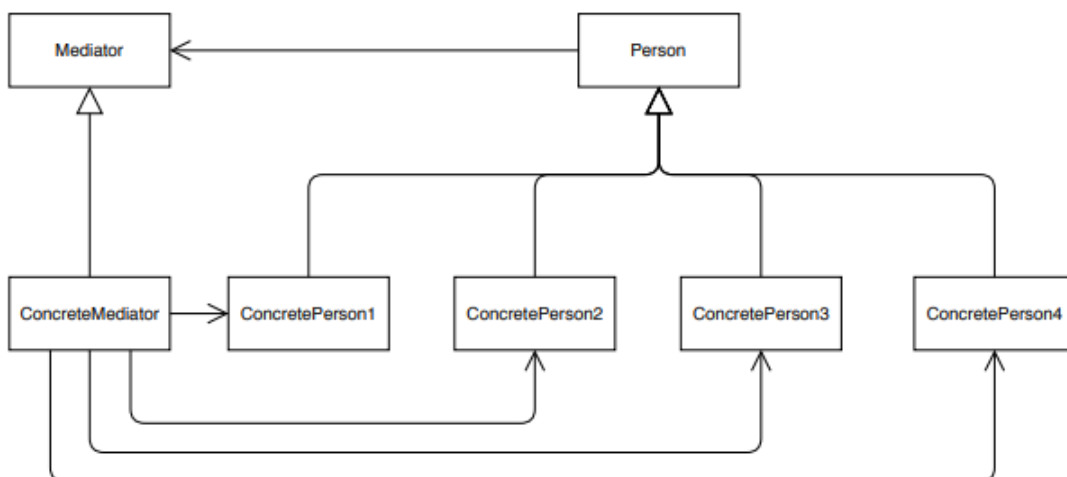 Mediator
Person
ConcreteMediator
ConcretePerson1
ConcretePerson2
ConcretePerson3
ConcretePerson4